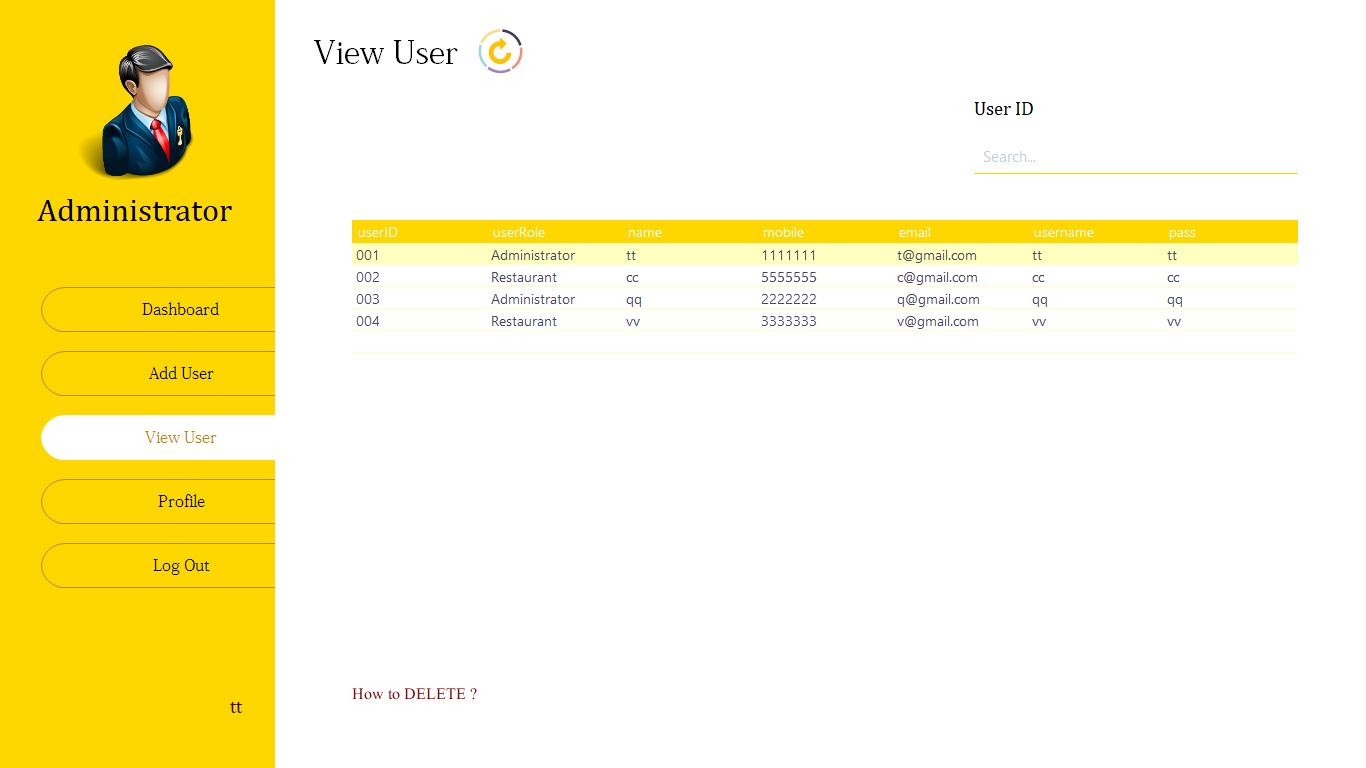 Administrator
Dashboard
Add User
View User
Profile
Log Out
tt
View User
User ID
Search...
userID userRole name mobile email username pass
001 Administrator tt 1111111 t@gmail.com tt tt
002 Restaurant cc 5555555 c@gmail.com cc cc
003 Administrator qq 2222222 q@gmail.com qq qq
004 Restaurant vv 3333333 v@gmail.com vv vv
How to DELETE ?